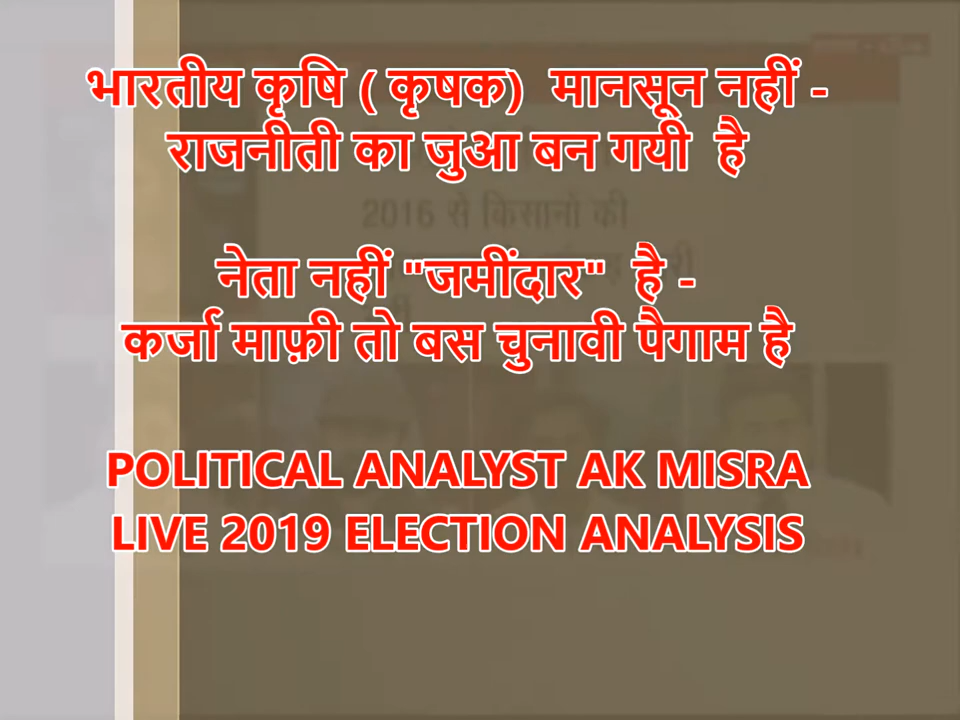 भारतीय कृषि ( कृषक) मानसून नहीं -
राजनीती का जुआ बन गयी है
2016 से किसानों की
नेता नहीं "जमींदार" है -
कर्जा माफ़ी तो बस चुनावी पैगाम है
POLITICAL ANALYST AK MISRA
LIVE 2019 ELECTION ANALYSIS